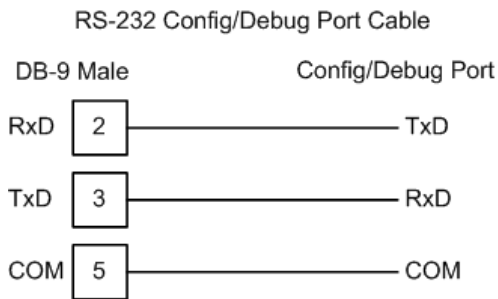 RS-232 Config/Debug Port Cable
DB-9 Male Config/Debug Port
RxD 2 TxD
TxD 3 RxD
COM 5 COM